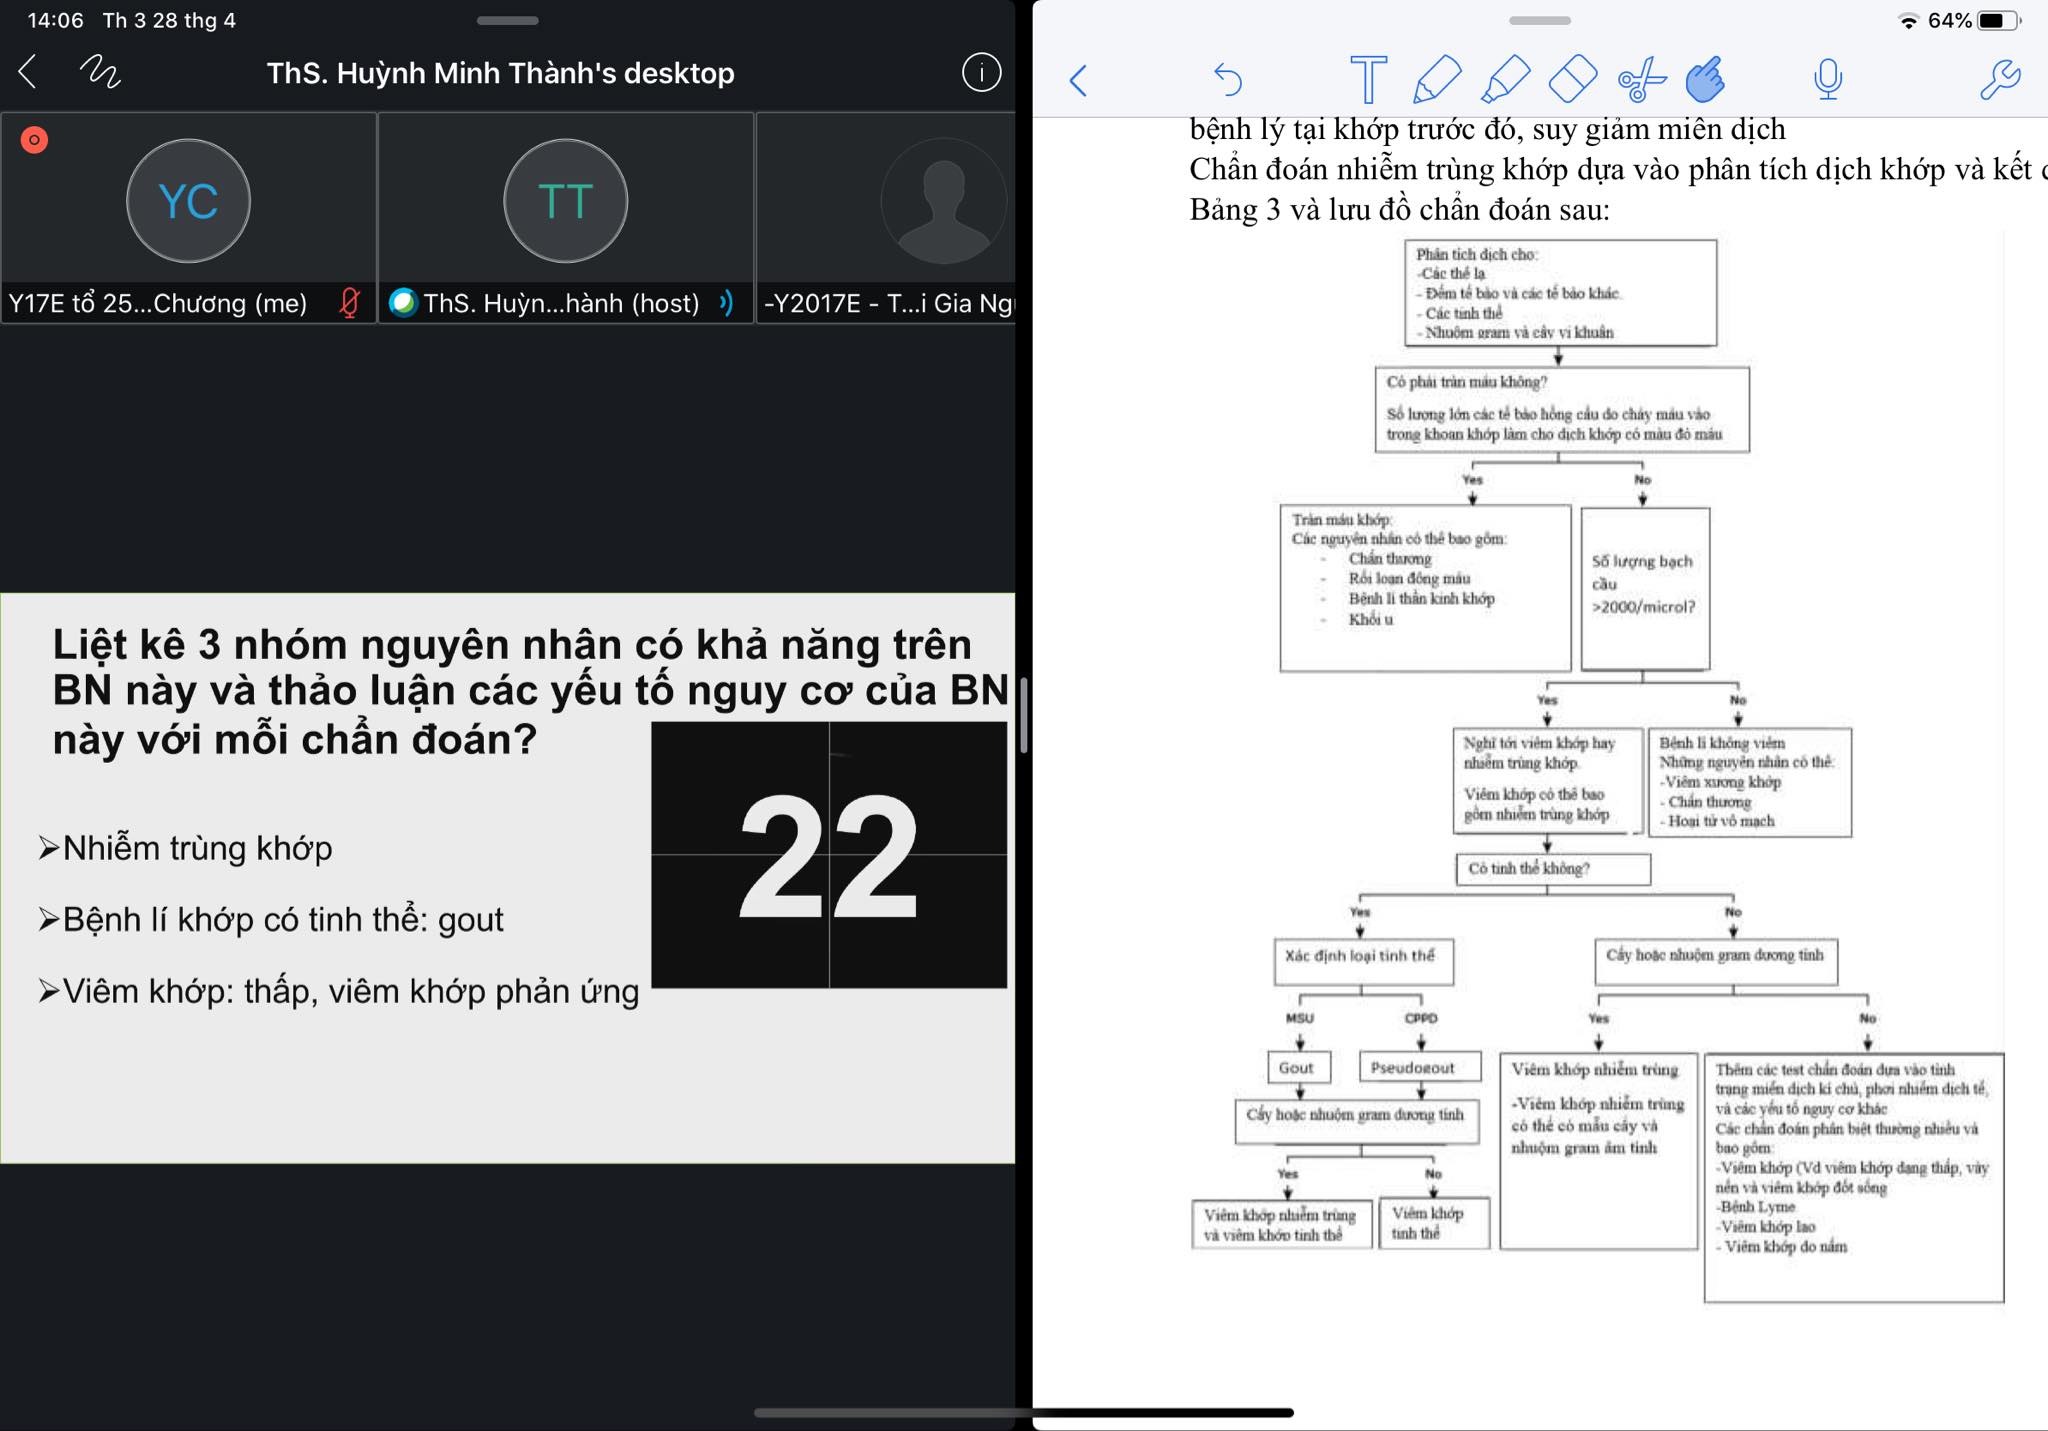 14:06 Th 3 28 thg 4
ThS. Huỳnh Minh Thành's desktop
YC
TT
Y17E tổ 25...Chương (me)
ThS. Huỳn...hành (host)
-Y2017E - T...i Gia Ng
Liệt kê 3 nhóm nguyên nhân có khả năng trên
BN này và thảo luận các yếu tố nguy cơ của BN
này với mỗi chẩn đoán?
22
➢Nhiễm trùng khớp
➢Bệnh lí khớp có tinh thể: gout
➢Viêm khớp: thấp, viêm khớp phản ứng
64%
bệnh lý tại khớp trước đó, suy giảm miễn dịch
Chẩn đoán nhiễm trùng khớp dựa vào phân tích dịch khớp và kết
Bảng 3 và lưu đồ chẩn đoán sau:
Phân tích dịch cho:
-Các thể lạ
- Đếm tế bào và các tế bào khác.
- Các tinh thể
- Nhuộm gram và cấy vi khuẩn
Có phải tràn máu không?
Số lượng lớn các tế bào hồng cầu do chảy máu vào
trong khoan khớp làm cho dịch khớp có màu đỏ máu
Yes
No
Tràn máu khớp:
Các nguyên nhân có thể bao gồm:
- Chấn thương
- Rối loạn đông máu
- Bệnh lí thần kinh khớp
- Khối u
Số lượng bạch
cầu
>2000/microl?
Yes
No
Nghĩ tới viêm khớp hay
nhiễm trùng khớp.
Viêm khớp có thể bao
gồm nhiễm trùng khớp
Bệnh lí không viêm
Những nguyên nhân có thể:
-Viêm xương khớp
- Chấn thương
- Hoại tử vô mạch
Có tinh thể không?
Yes
No
Xác định loại tinh thể
Cấy hoặc nhuộm gram dương tính
MSU
CPPD
Yes
No
Gout
Pseudogout
Cấy hoặc nhuộm gram dương tính
Yes
No
Viêm khớp nhiễm trùng
và viêm khớp tinh thể
Viêm khớp
tinh thể
Viêm khớp nhiễm trùng
-Viêm khớp nhiễm trùng
có thể có mẫu cấy và
nhuộm gram âm tính
Thêm các test chẩn đoán dựa vào tình
trạng miễn dịch kí chủ, phơi nhiễm dịch tễ,
và các yếu tố nguy cơ khác
Các chẩn đoán phân biệt thường nhiều và
bao gồm:
-Viêm khớp (Vd viêm khớp dạng thấp, vảy
nến và viêm khớp đốt sống
-Bệnh Lyme
-Viêm khớp lao
- Viêm khớp do nấm